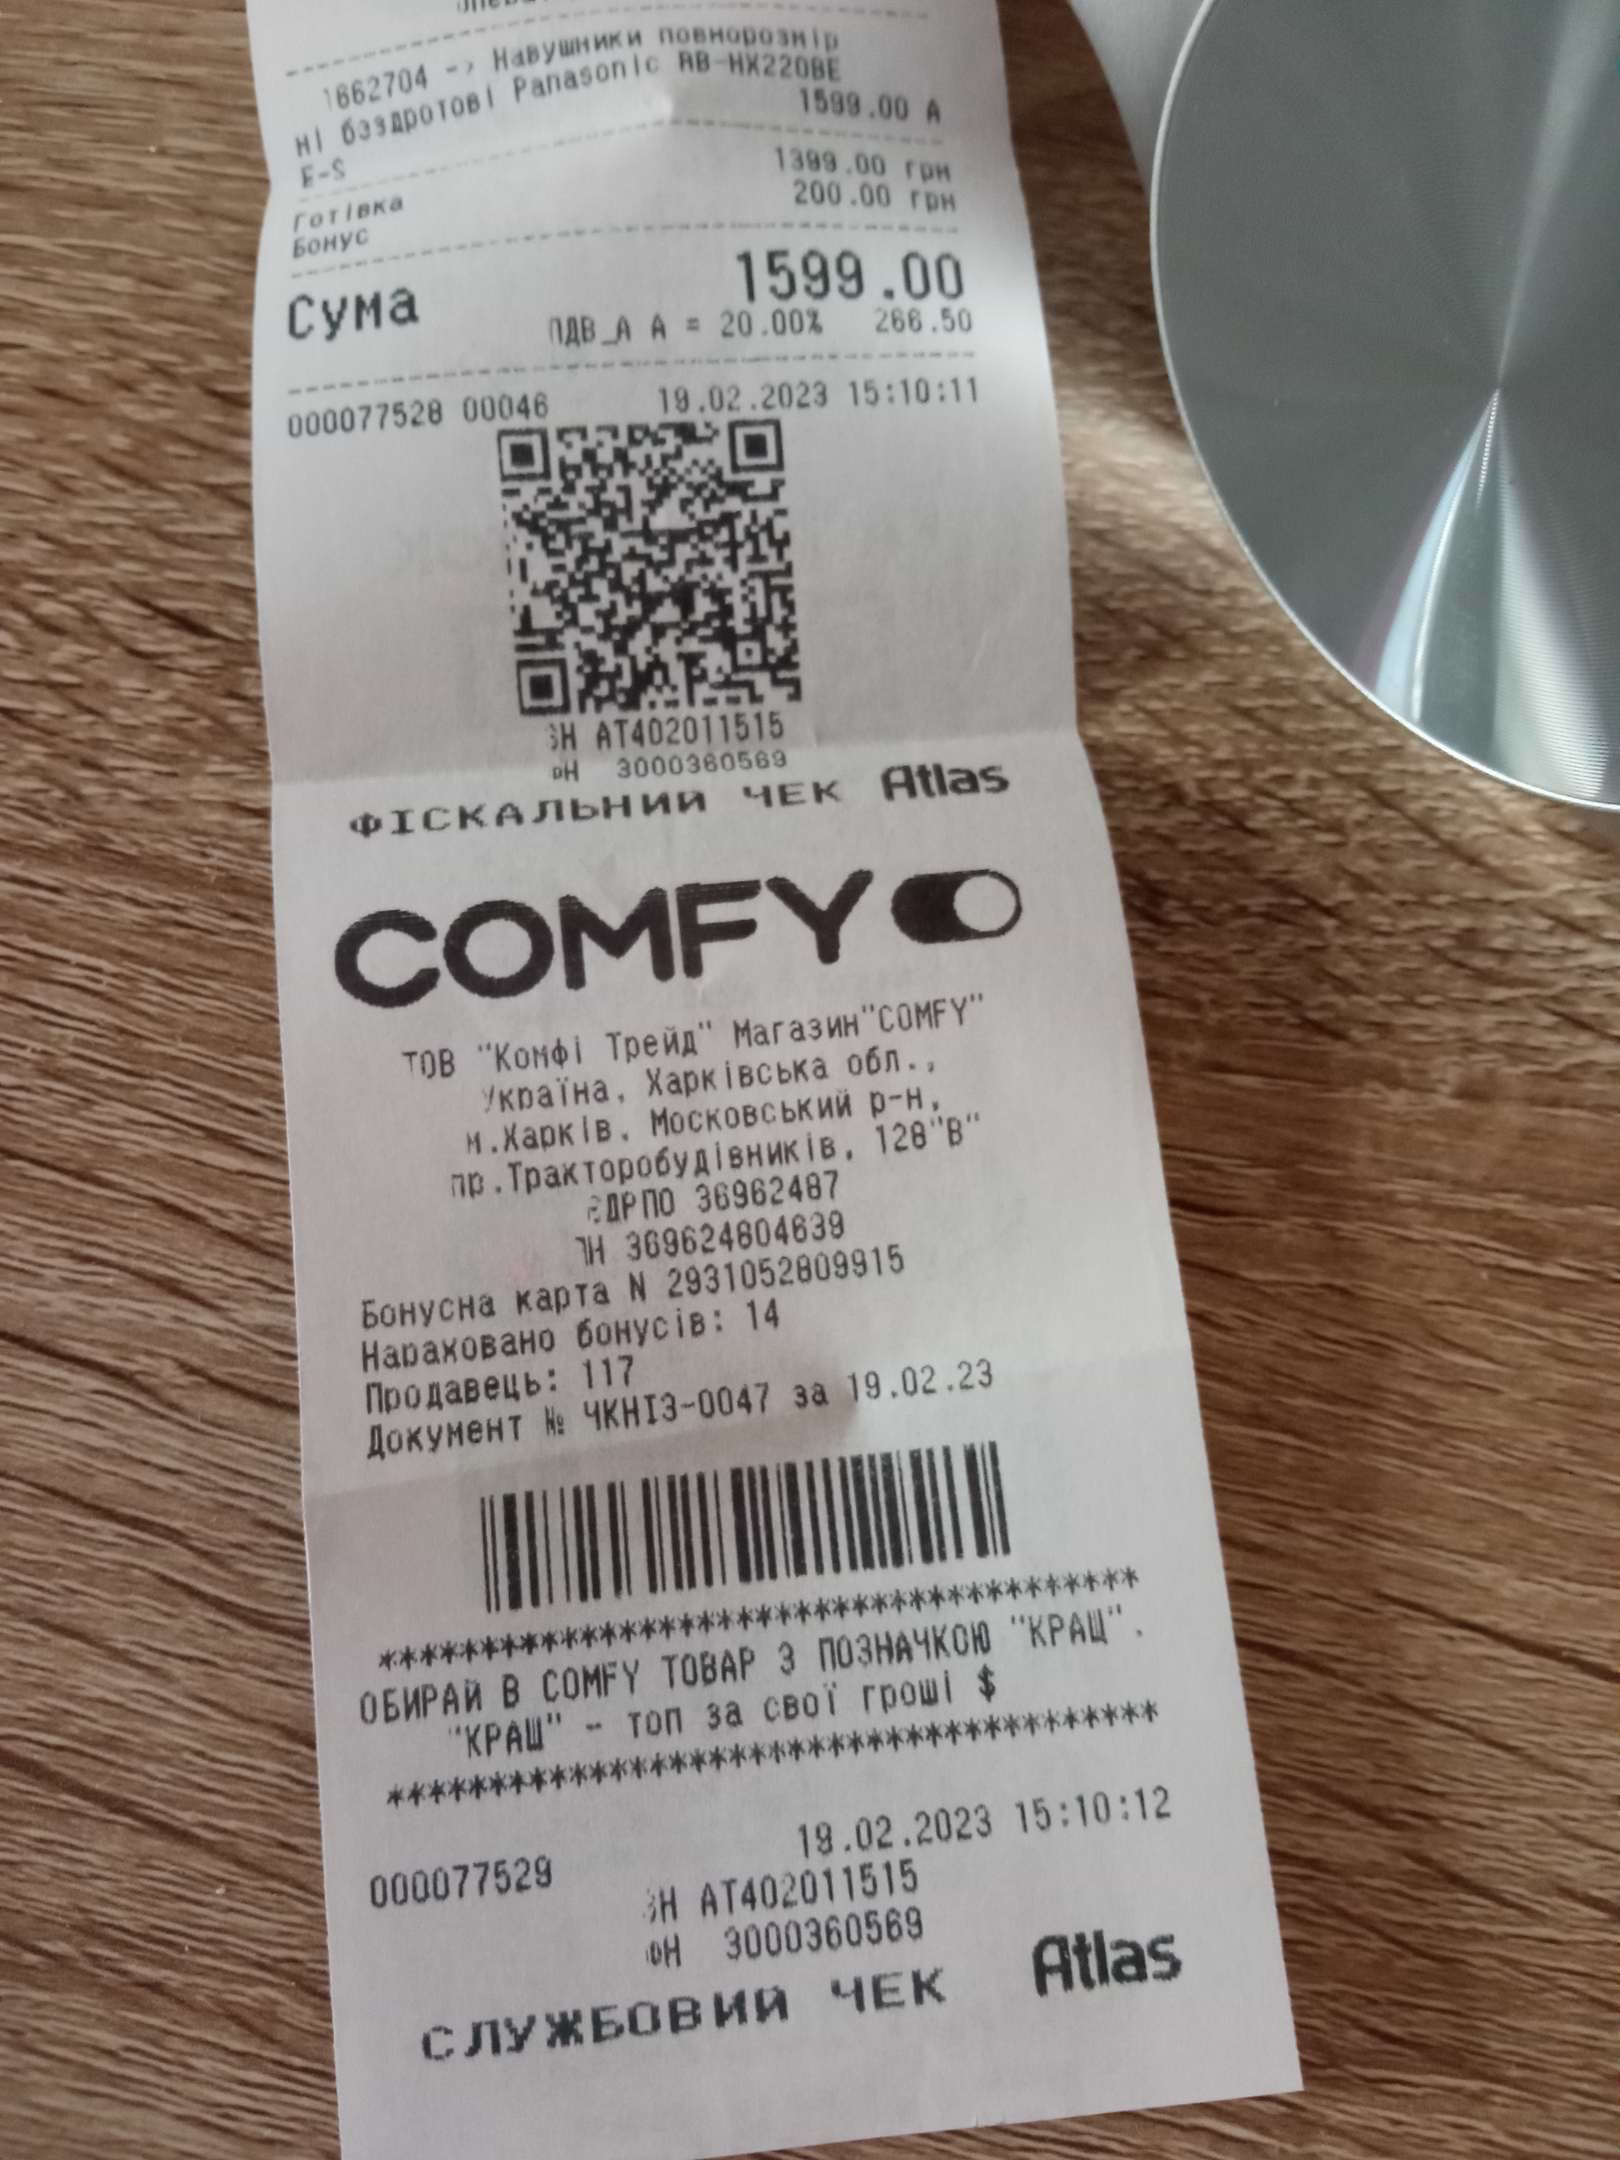 1662704 -> Навушники повнорозмір
ні бздротові Panasonic RB-HX220BE
E-S
1599.00 А
Готівка 1399.00 грн
Бонус 200.00 грн
Сума 1599.00
ПДВ_А А = 20.00% 266.50
000077528 00046 19.02.2023 15:10:11
ЗН АТ402011515
ФН 3000360569
ФІСКАЛЬНИЙ ЧЕК Atlas
COMFY
ТОВ "Комфі Трейд" Магазин"COMFY"
Україна, Харківська обл.,
м.Харків, Московський р-н,
пр.Тракторобудівників, 128"В"
ЄДРПО 36962487
ПН 369624804639
Бонусна карта N 2931052809915
Нараховано бонусів: 14
Продавець: 117
Документ № ЧКНІЗ-0047 за 19.02.23
************************************
ОБИРАЙ В COMFY ТОВАР З ПОЗНАЧКОЮ "КРАЩ".
"КРАШ" - топ за свої гроші $
************************************
000077529 19.02.2023 15:10:12
ЗН АТ402011515
ФН 3000360569
СЛУЖБОВИЙ ЧЕК Atlas